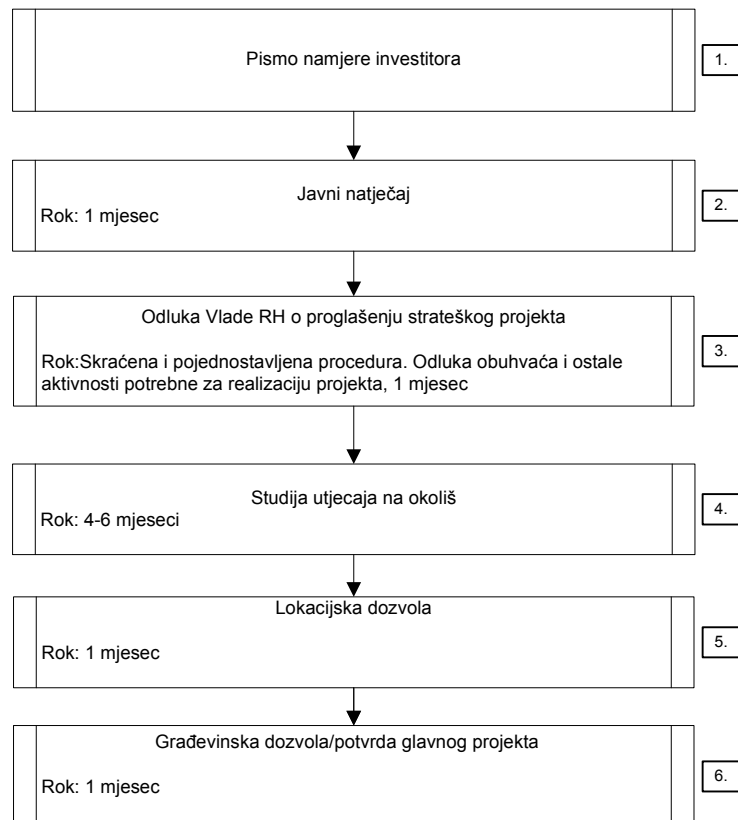 Pismo namjere investitora
1.
Javni natječaj
Rok: 1 mjesec
2.
Odluka Vlade RH o proglašenju strateškog projekta
Rok:Skraćena i pojednostavljena procedura. Odluka obuhvaća i ostale
aktivnosti potrebne za realizaciju projekta, 1 mjesec
3.
Studija utjecaja na okoliš
Rok: 4-6 mjeseci
4.
Lokacijska dozvola
Rok: 1 mjesec
5.
Građevinska dozvola/potvrda glavnog projekta
Rok: 1 mjesec
6.